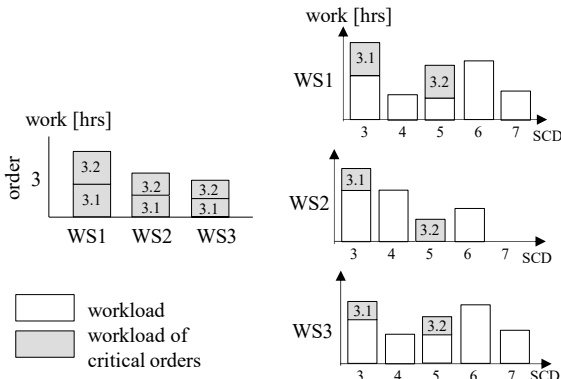 work [hrs]
order
3
3.2
3.1
3.2
3.1
3.2
3.1
WS1 WS2 WS3
workload
workload of
critical orders
work [hrs]
WS1
3.1
3.2
3 4 5 6 7 SCD
WS2
3.1
3.2
3 4 5 6 7 SCD
WS3
3.1
3.2
3 4 5 6 7 SCD